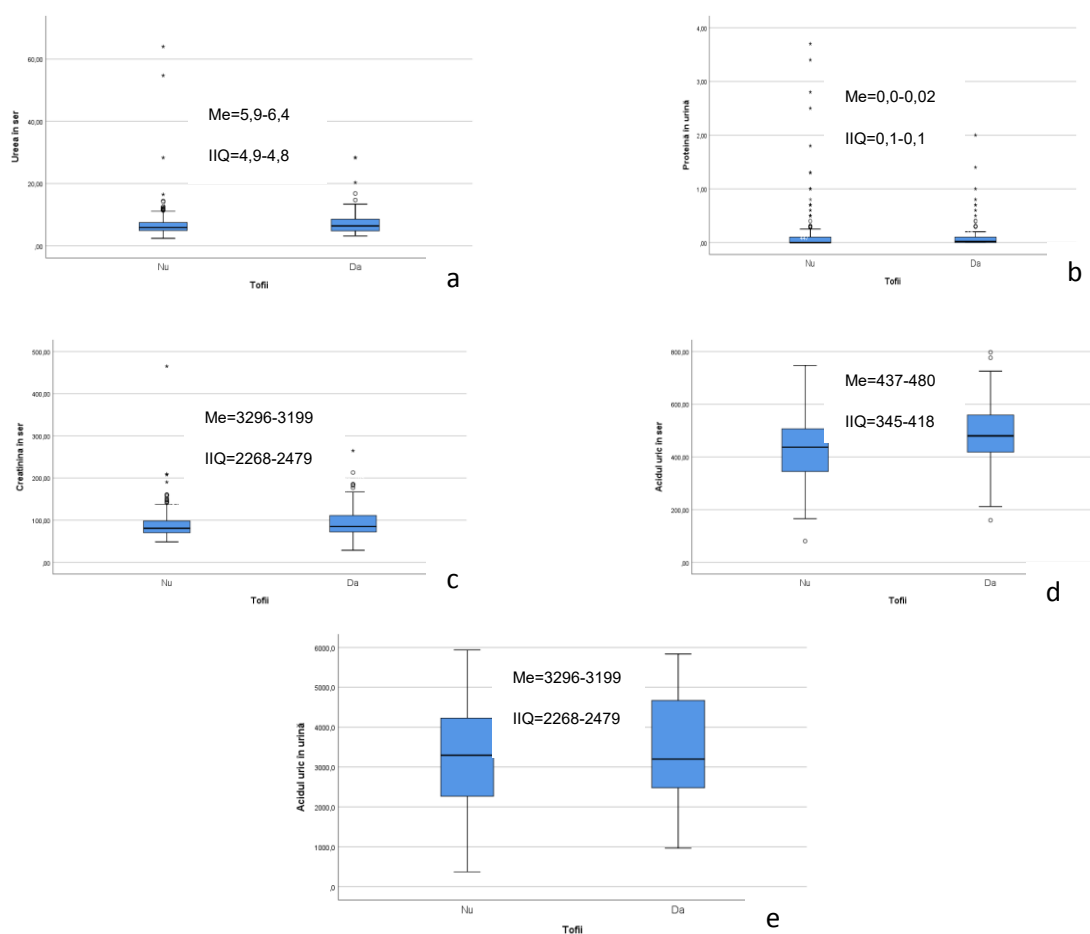 60,00
40,00
20,00
,00
Ureea în ser
Me=5,9-6,4
IIQ=4,9-4,8
Nu
Da
Tofii
a
4,00
3,00
2,00
1,00
,00
Proteină în urină
Me=0,0-0,02
IIQ=0,1-0,1
Nu
Da
Tofii
b
500,00
400,00
300,00
200,00
100,00
,00
Creatinina în ser
Me=3296-3199
IIQ=2268-2479
Nu
Da
Tofii
c
800,00
600,00
400,00
200,00
,00
Acidul uric în ser
Me=437-480
IIQ=345-418
Nu
Da
Tofii
d
6000,0
5000,0
4000,0
3000,0
2000,0
1000,0
,0
Acidul uric în urină
Me=3296-3199
IIQ=2268-2479
Nu
Da
Tofii
e